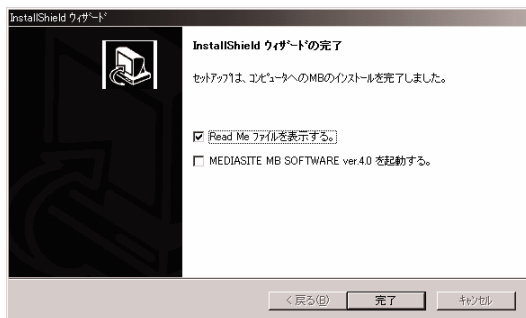 InstallShield ウィザード
InstallShield ウィザードの完了
セットアップは、コンピュータへのMBのインストールを完了しました。
Read Me ファイルを表示する。
MEDIASITE MB SOFTWARE ver.4.0 を起動する。
< 戻る(B)
完了
キャンセル